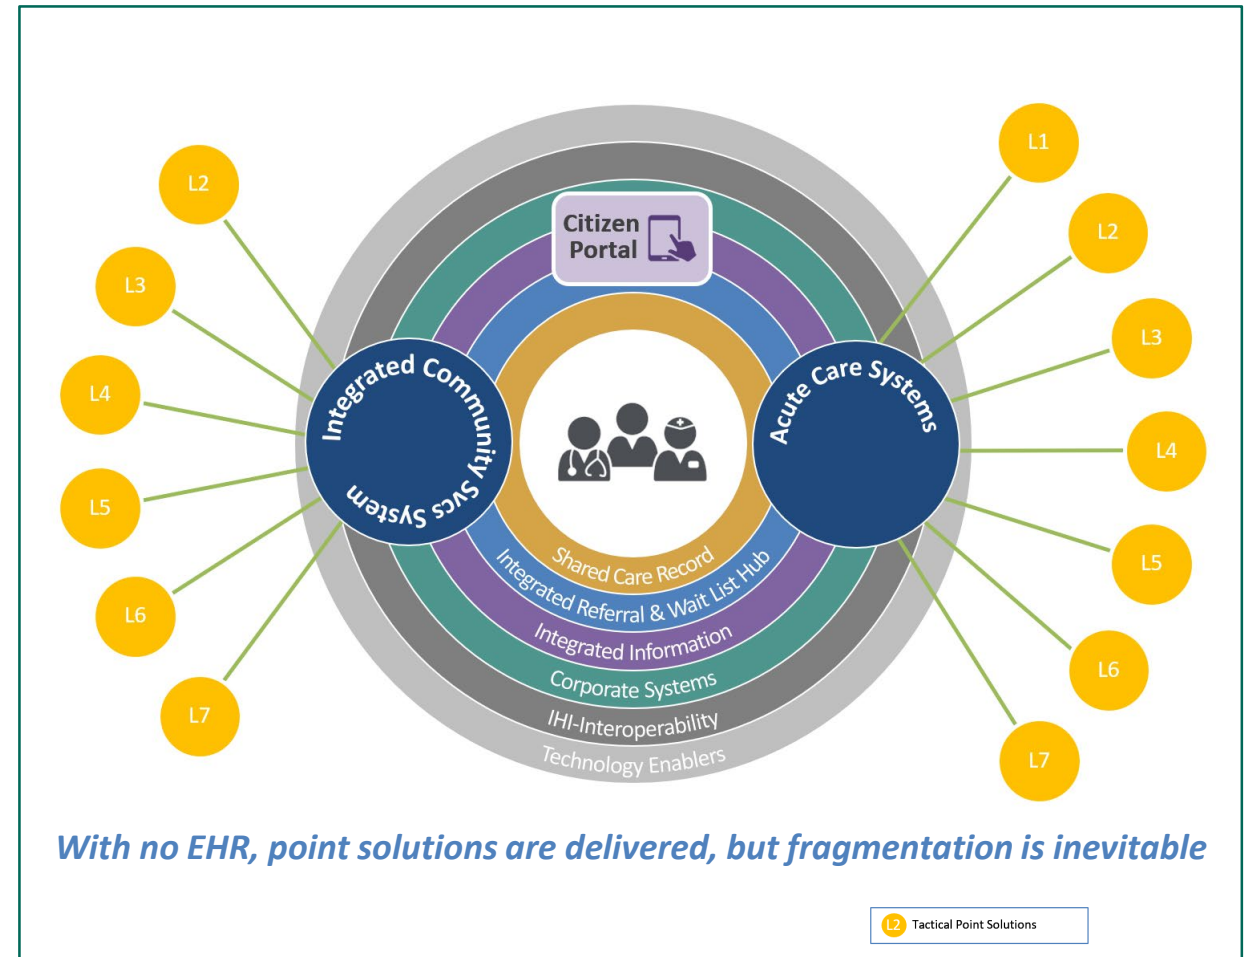 L1
L2
L2
Citizen
Portal
L3
L3
Integrated Community Svcs System
Acute Care Systems
L4
L4
L5
L5
Shared Care Record
Integrated Referral & Wait List Hub
L6
Integrated Information
L6
Corporate Systems
L7
IHI-Interoperability
Technology Enablers
L7
With no EHR, point solutions are delivered, but fragmentation is inevitable
L2 Tactical Point Solutions